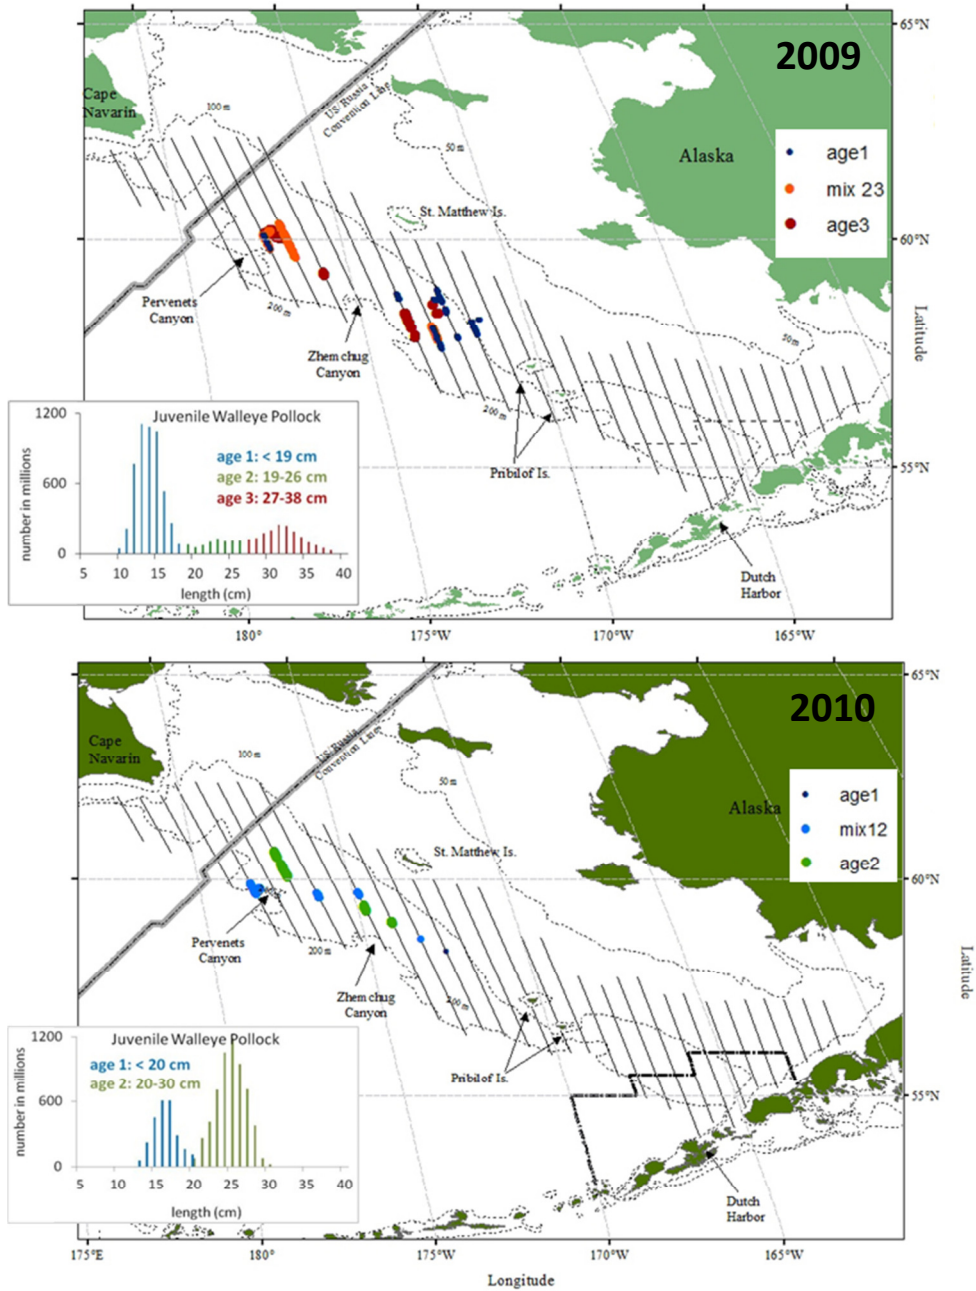 65°N
2009
Cape
Navarin
100 m
US/Russia
Convention Line
50 m
Alaska
age1
mix 23
age3
St. Matthew Is.
60°N
Pervenets
Canyon
200 m
Zhemchug
Canyon
50 m
Latitude
200 m
Pribilof Is.
55°N
1200
600
0
number in millions
Juvenile Walleye Pollock
age 1: < 19 cm
age 2: 19-26 cm
age 3: 27-38 cm
5 10 15 20 25 30 35 40
length (cm)
Dutch
Harbor
180° 175°W 170°W 165°W
65°N
2010
Cape
Navarin
100 m
US/Russia
Convention Line
50 m
Alaska
age1
mix12
age2
St. Matthew Is.
60°N
Pervenets
Canyon
200 m
Zhemchug
Canyon
200 m
Latitude
Pribilof Is.
55°N
1200
600
0
number in millions
Juvenile Walleye Pollock
age 1: < 20 cm
age 2: 20-30 cm
5 10 15 20 25 30 35 40
length (cm)
Dutch
Harbor
175°E 180° 175°W 170°W 165°W
Longitude